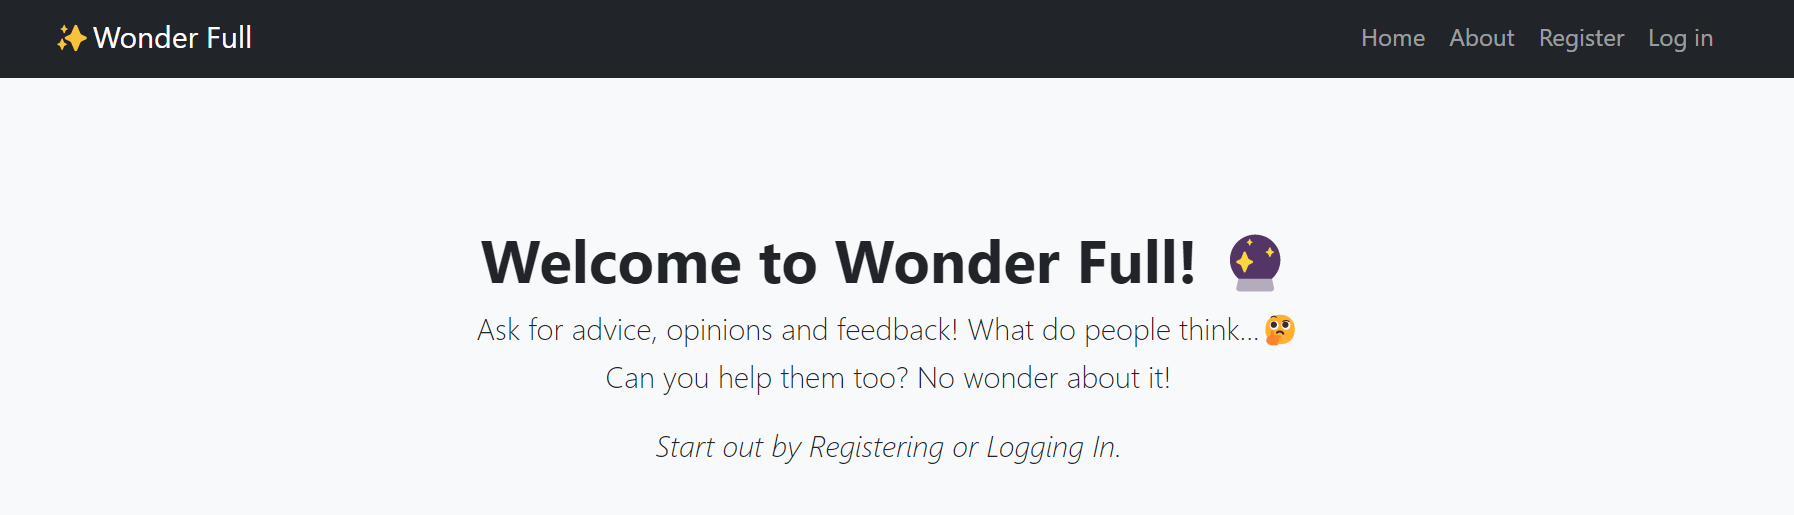 ✨Wonder Full
Home About Register Log in
Welcome to Wonder Full! 🔮
Ask for advice, opinions and feedback! What do people think...🤔
Can you help them too? No wonder about it!
Start out by Registering or Logging In.